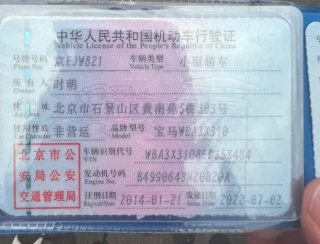 中华人民共和国机动车行驶证
Vehicle License of the People's Republic of China
号牌号码 京EJW821 车辆类型 小型轿车
Plate No. Vehicle Type
所有人 时萌
Owner
住址 北京市石景山区黄南苑5栋303号
使用性质 非营运 品牌型号 宝马WBA3X310
Use Character
北京市公
安局公安
交通管理局
车辆识别代号
VIN
发动机号码 B4990648N20B20A
Engine No.
注册日期 2014-01-21 发证日期 2022-07-02
Register Date Issue Date